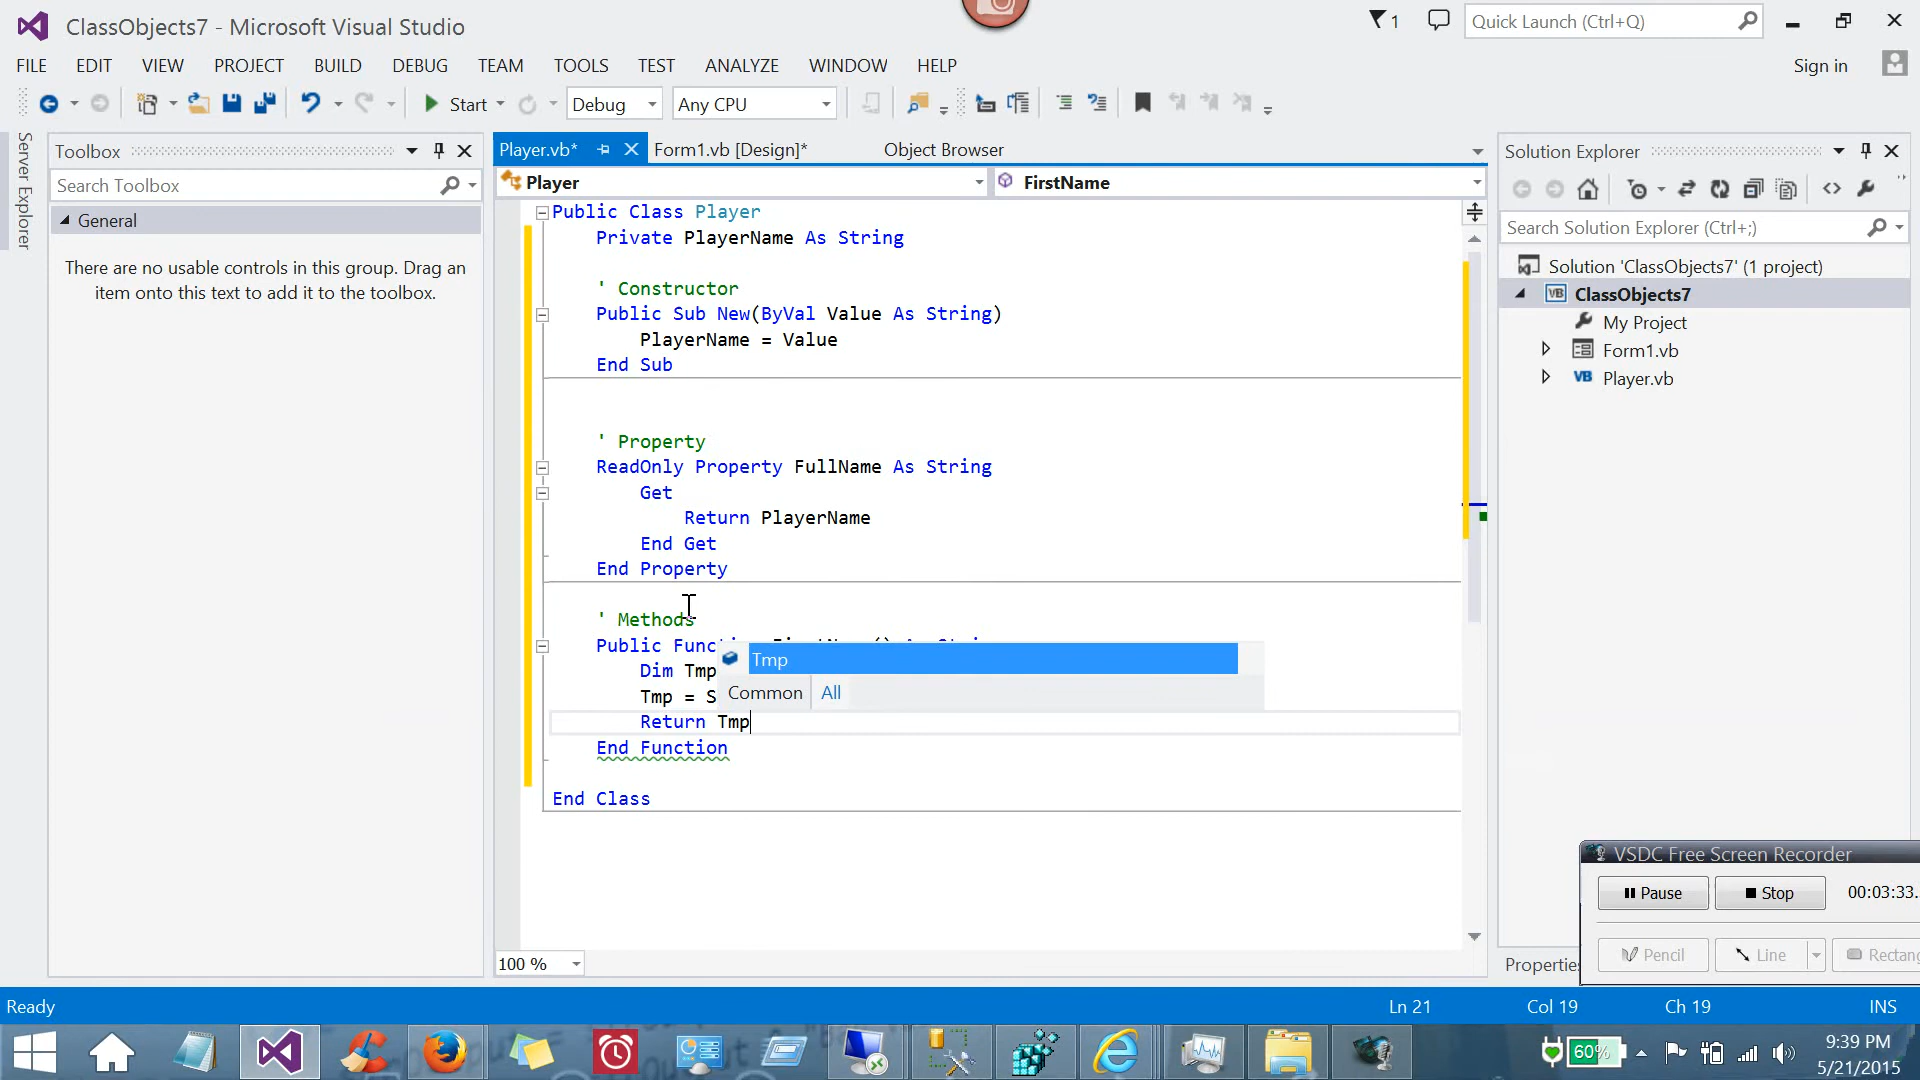 ClassObjects7 - Microsoft Visual Studio
1
Quick Launch (Ctrl+Q)
FILE EDIT VIEW PROJECT BUILD DEBUG TEAM TOOLS TEST ANALYZE WINDOW HELP
Sign in
Start
Debug
Any CPU
Server Explorer
Toolbox
Search Toolbox
General
There are no usable controls in this group. Drag an
item onto this text to add it to the toolbox.
Player.vb*
Form1.vb [Design]*
Object Browser
Player
FirstName
Public Class Player
Private PlayerName As String
' Constructor
Public Sub New(ByVal Value As String)
PlayerName = Value
End Sub
' Property
ReadOnly Property FullName As String
Get
Return PlayerName
End Get
End Property
' Methods
Public Func
Dim Tmp
Tmp = S
Return Tmp
End Function
End Class
Tmp
Common
All
100 %
Solution Explorer
Search Solution Explorer (Ctrl+;)
Solution 'ClassObjects7' (1 project)
VB ClassObjects7
My Project
Form1.vb
VB Player.vb
Properties
VSDC Free Screen Recorder
Pause
Stop
00:03:33.
Pencil
Line
Rectang
Ready
Ln 21
Col 19
Ch 19
INS
60%
9:39 PM
5/21/2015